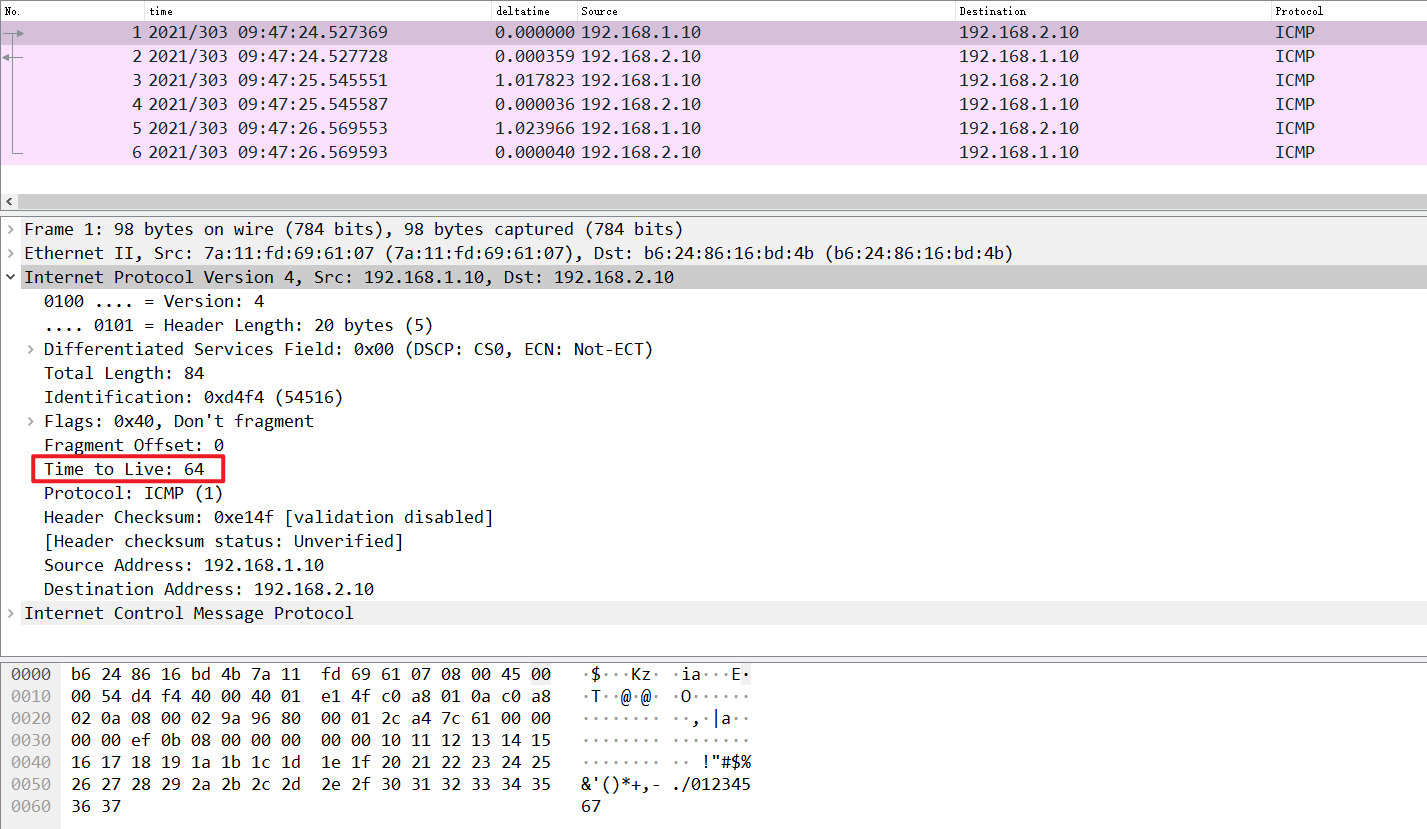 No. time deltatime Source Destination Protocol
1 2021/303 09:47:24.527369 0.000000 192.168.1.10 192.168.2.10 ICMP
2 2021/303 09:47:24.527728 0.000359 192.168.2.10 192.168.1.10 ICMP
3 2021/303 09:47:25.545551 1.017823 192.168.1.10 192.168.2.10 ICMP
4 2021/303 09:47:25.545587 0.000036 192.168.2.10 192.168.1.10 ICMP
5 2021/303 09:47:26.569553 1.023966 192.168.1.10 192.168.2.10 ICMP
6 2021/303 09:47:26.569593 0.000040 192.168.2.10 192.168.1.10 ICMP
Frame 1: 98 bytes on wire (784 bits), 98 bytes captured (784 bits)
Ethernet II, Src: 7a:11:fd:69:61:07 (7a:11:fd:69:61:07), Dst: b6:24:86:16:bd:4b (b6:24:86:16:bd:4b)
Internet Protocol Version 4, Src: 192.168.1.10, Dst: 192.168.2.10
0100 .... = Version: 4
.... 0101 = Header Length: 20 bytes (5)
Differentiated Services Field: 0x00 (DSCP: CS0, ECN: Not-ECT)
Total Length: 84
Identification: 0xd4f4 (54516)
Flags: 0x40, Don't fragment
Fragment Offset: 0
Time to Live: 64
Protocol: ICMP (1)
Header Checksum: 0xe14f [validation disabled]
[Header checksum status: Unverified]
Source Address: 192.168.1.10
Destination Address: 192.168.2.10
Internet Control Message Protocol
0000 b6 24 86 16 bd 4b 7a 11 fd 69 61 07 08 00 45 00 ·$···Kz· ·ia···E·
0010 00 54 d4 f4 40 00 40 01 e1 4f c0 a8 01 0a c0 a8 ·T··@·@· ·O······
0020 02 0a 08 00 02 9a 96 80 00 01 2c a4 7c 61 00 00 ········ ··,·|a··
0030 00 00 ef 0b 08 00 00 00 00 00 10 11 12 13 14 15 ········ ········
0040 16 17 18 19 1a 1b 1c 1d 1e 1f 20 21 22 23 24 25 ········ ·· !"#$%
0050 26 27 28 29 2a 2b 2c 2d 2e 2f 30 31 32 33 34 35 &'()*+,- ./012345
0060 36 37 67